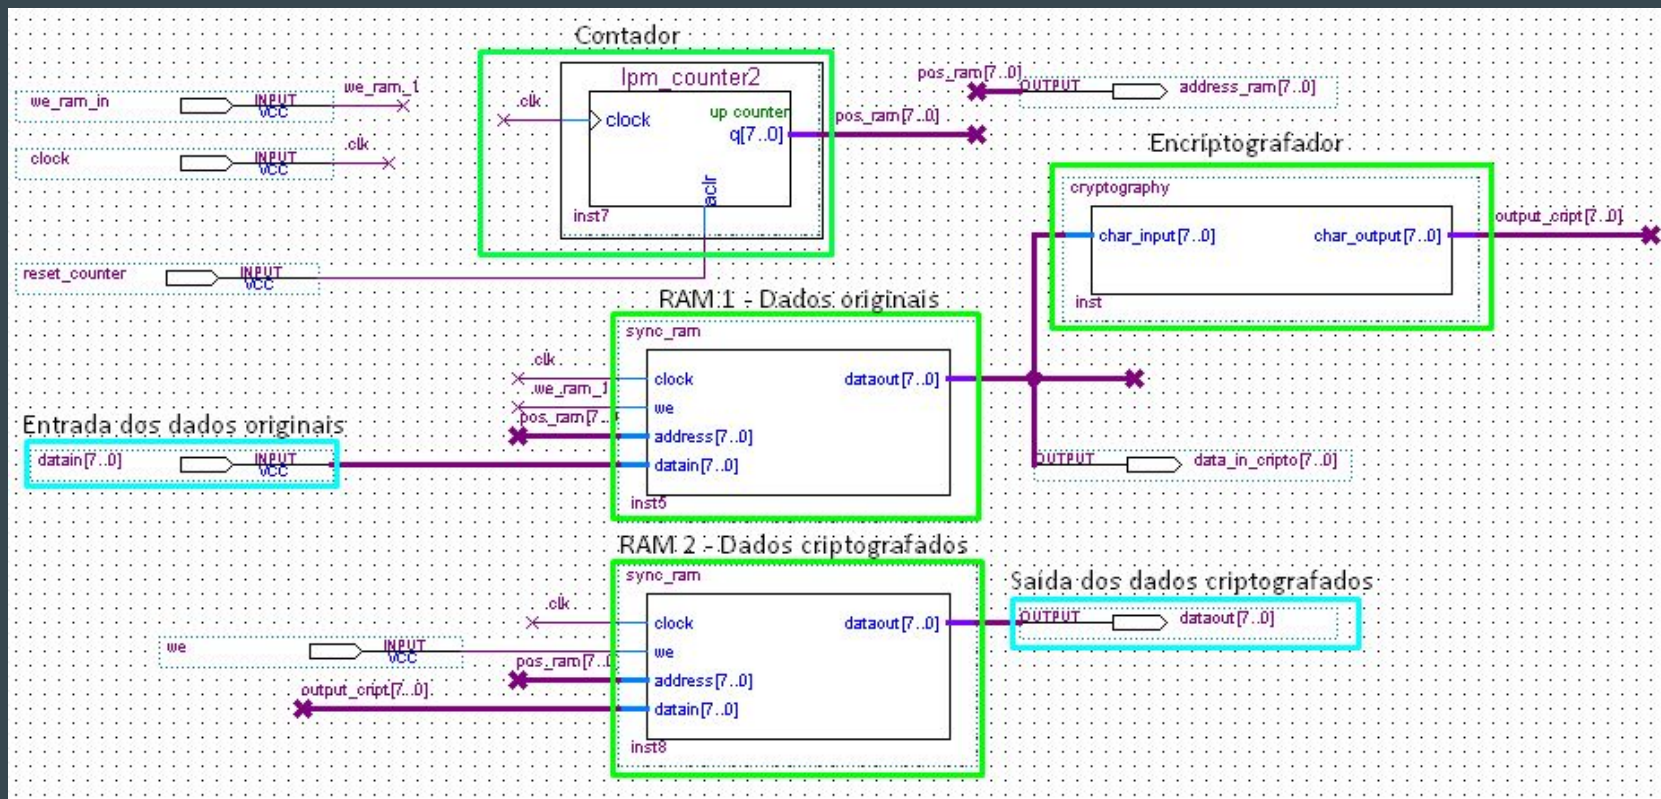 Contador
lpm_counter2
we_ram_in INPUT VCC we_ram_1
.clk clock up counter q[7..0] pos_ram[7..0]
pos_ram[7..0] OUTPUT address_ram[7..0]
clock INPUT VCC .clk
aclr
inst7
reset_counter INPUT VCC
Encriptografador
cryptography
char_input[7..0] char_output[7..0] output_cript[7..0]
inst
RAM 1 - Dados originais
sync_ram
.clk clock dataout[7..0]
.we_ram_1 we
pos_ram[7.. address[7..0]
Entrada dos dados originais
datain[7..0] INPUT VCC datain[7..0]
OUTPUT data_in_cripto[7..0]
inst5
RAM 2 - Dados criptografados
sync_ram
.clk clock dataout[7..0]
Saída dos dados criptografados
OUTPUT dataout[7..0]
we INPUT VCC we
pos_ram[7..0 address[7..0]
output_cript[7..0] datain[7..0]
inst8